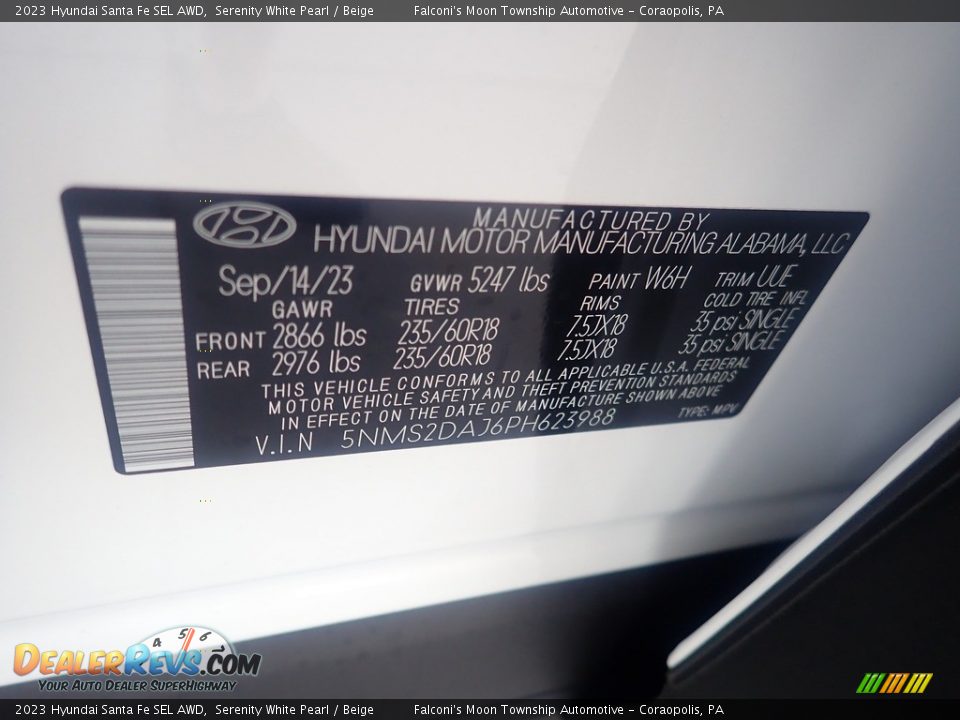 2023 Hyundai Santa Fe SEL AWD, Serenity White Pearl / Beige Falconi's Moon Township Automotive - Coraopolis, PA
MANUFACTURED BY
HYUNDAI MOTOR MANUFACTURING ALABAMA, LLC
Sep/14/23 GVWR 5247 lbs PAINT W6H TRIM UUE
GAWR TIRES RIMS COLD TIRE INFL
FRONT 2866 lbs 235/60R18 7.5JX18 35 psi SINGLE
REAR 2976 lbs 235/60R18 7.5JX18 35 psi SINGLE
THIS VEHICLE CONFORMS TO ALL APPLICABLE U.S.A. FEDERAL
MOTOR VEHICLE SAFETY AND THEFT PREVENTION STANDARDS
IN EFFECT ON THE DATE OF MANUFACTURE SHOWN ABOVE
V.I.N 5NMS2DAJ6PH623988 TYPE: MPV
4 5 6
DEALERREVS.COM
YOUR AUTO DEALER SUPERHIGHWAY
2023 Hyundai Santa Fe SEL AWD, Serenity White Pearl / Beige Falconi's Moon Township Automotive - Coraopolis, PA